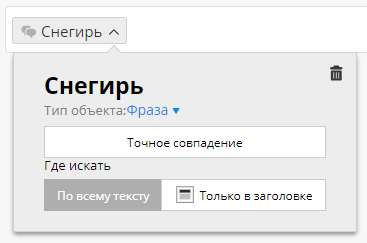 Снегирь
Снегирь
Тип объекта:Фраза
Точное совпадение
Где искать
По всему тексту Только в заголовке